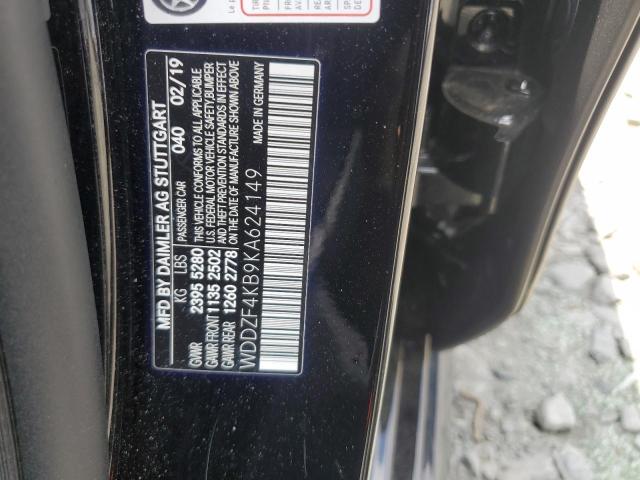 MFD BY DAIMLER AG STUTTGART
KG LBS PASSENGER CAR 040 02/19
GVWR 2395 5280 THIS VEHICLE CONFORMS TO ALL APPLICABLE
GAWR FRONT 1135 2502 U.S. FEDERAL MOTOR VEHICLE SAFETY, BUMPER
GAWR REAR 1260 2778 AND THEFT PREVENTION STANDARDS IN EFFECT
ON THE DATE OF MANUFACTURE SHOWN ABOVE
WDDZF4KB9KA624149 MADE IN GERMANY